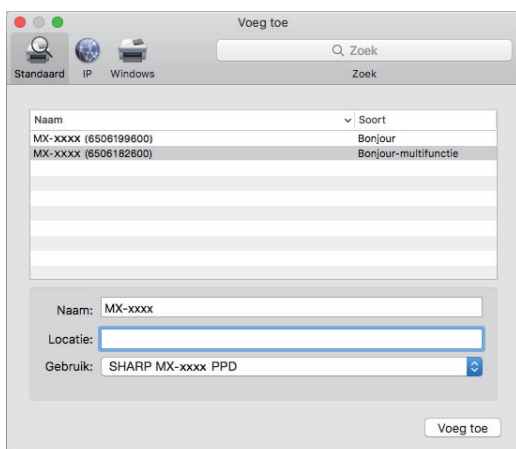 Voeg toe
Zoek
Standaard IP Windows Zoek
Naam Soort
MX-xxxx (6506199600) Bonjour
MX-xxxx (6506182600) Bonjour-multifunctie
Naam: MX-xxxx
Locatie:
Gebruik: SHARP MX-xxxx PPD
Voeg toe